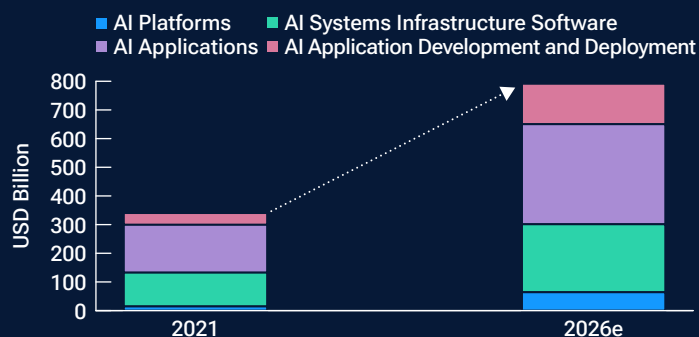 AI Platforms
AI Systems Infrastructure Software
AI Applications
AI Application Development and Deployment
USD Billion
800
700
600
500
400
300
200
100
0
2021
2026e